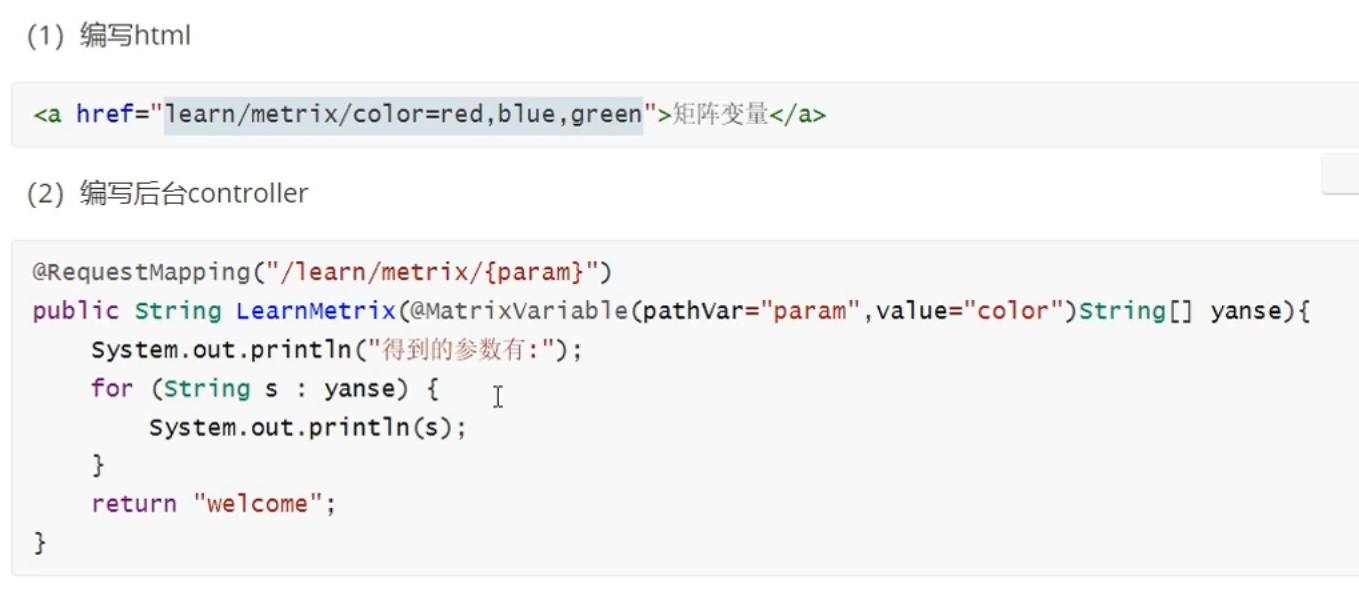 (1) 编写html
<a href="learn/metrix/color=red,blue,green">矩阵变量</a>
(2) 编写后台controller
@RequestMapping("/learn/metrix/{param}")
public String LearnMetrix(@MatrixVariable(pathVar="param",value="color")String[] yanse){
    System.out.println("得到的参数有:");
    for (String s : yanse) {
        System.out.println(s);
    }
    return "welcome";
}